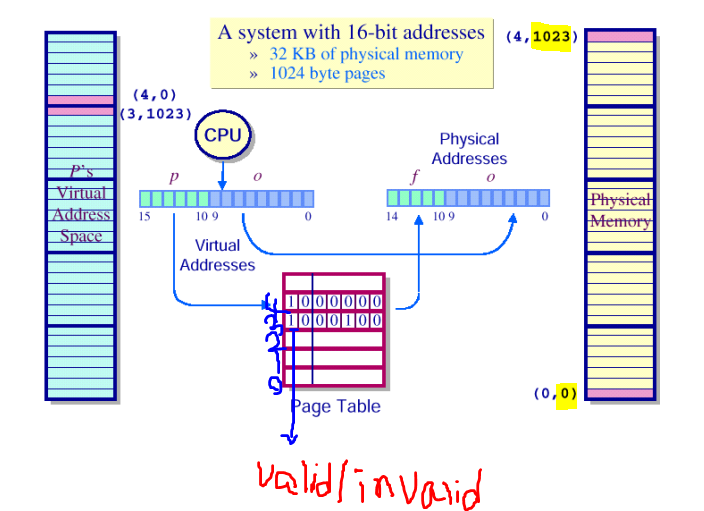 A system with 16-bit addresses
» 32 KB of physical memory
» 1024 byte pages
(4,1023)
(4,0)
(3,1023)
CPU
Physical
Addresses
p o
f o
P's
Virtual
Address
Space
Physical
Memory
15 10 9 0
14 10 9 0
Virtual
Addresses
1 0 0 0 0 0 0
1 0 0 0 1 0 0
(0,0)
Page Table
valid/invalid